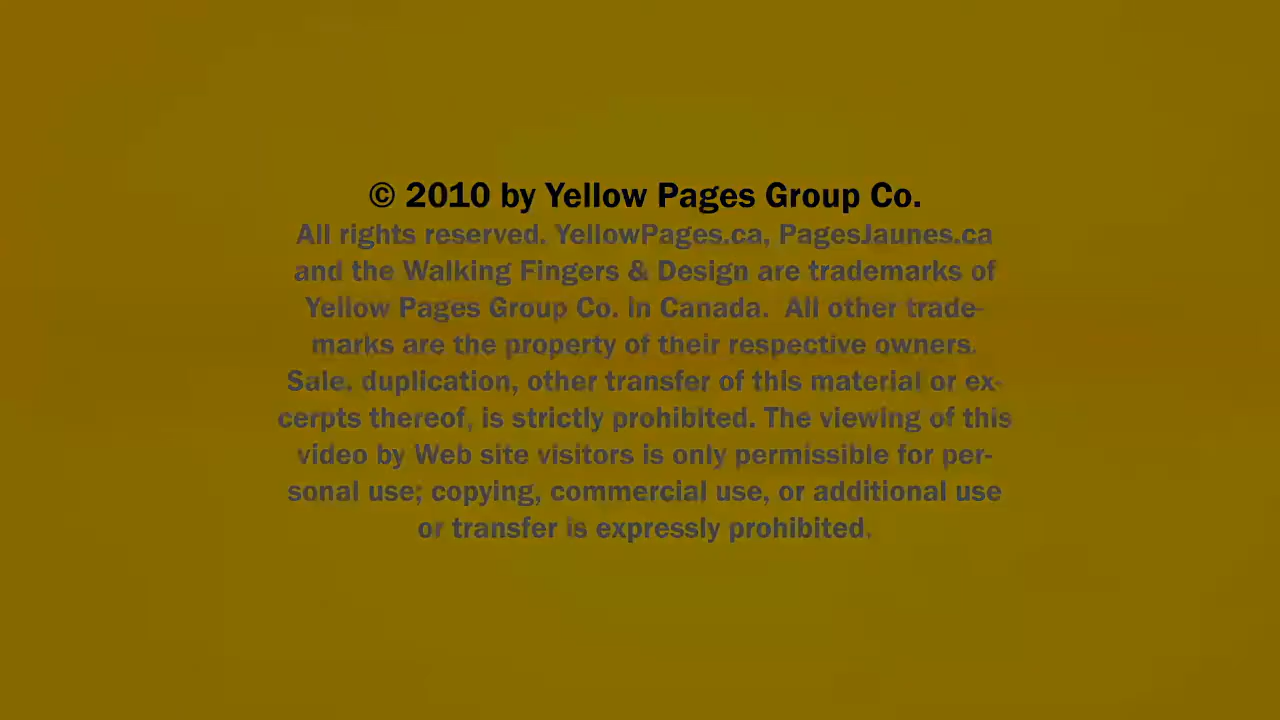 © 2010 by Yellow Pages Group Co.
All rights reserved. YellowPages.ca, PagesJaunes.ca
and the Walking Fingers & Design are trademarks of
Yellow Pages Group Co. in Canada.  All other trade-
marks are the property of their respective owners.
Sale, duplication, other transfer of this material or ex-
cerpts thereof, is strictly prohibited. The viewing of this
video by Web site visitors is only permissible for per-
sonal use; copying, commercial use, or additional use
or transfer is expressly prohibited.